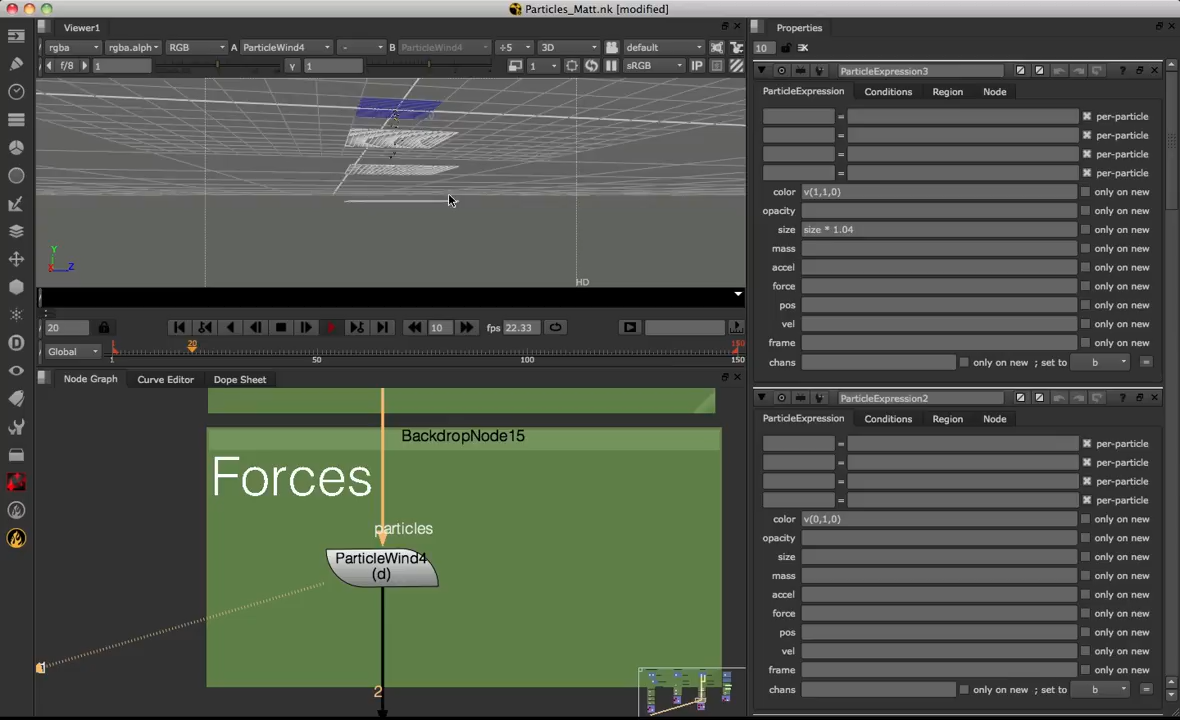 Particles_Matt.nk [modified]
Viewer1
rgba rgba.alph RGB A ParticleWind4 - B ParticleWind4 ÷5 3D default
f/8 1 Y 1 1 sRGB IP
HD
Y
X Z
20 10 fps 22.33
Global 1 20 50 100 150
Node Graph Curve Editor Dope Sheet
BackdropNode15
Forces
particles
ParticleWind4
(d)
1
2
Properties
10
ParticleExpression3
ParticleExpression Conditions Region Node
= per-particle
= per-particle
= per-particle
= per-particle
color v(1,1,0) only on new
opacity only on new
size size * 1.04 only on new
mass only on new
accel only on new
force only on new
pos only on new
vel only on new
frame only on new
chans only on new ; set to b =
ParticleExpression2
ParticleExpression Conditions Region Node
= per-particle
= per-particle
= per-particle
= per-particle
color v(0,1,0) only on new
opacity only on new
size only on new
mass only on new
accel only on new
force only on new
pos only on new
vel only on new
frame only on new
chans only on new ; set to b =